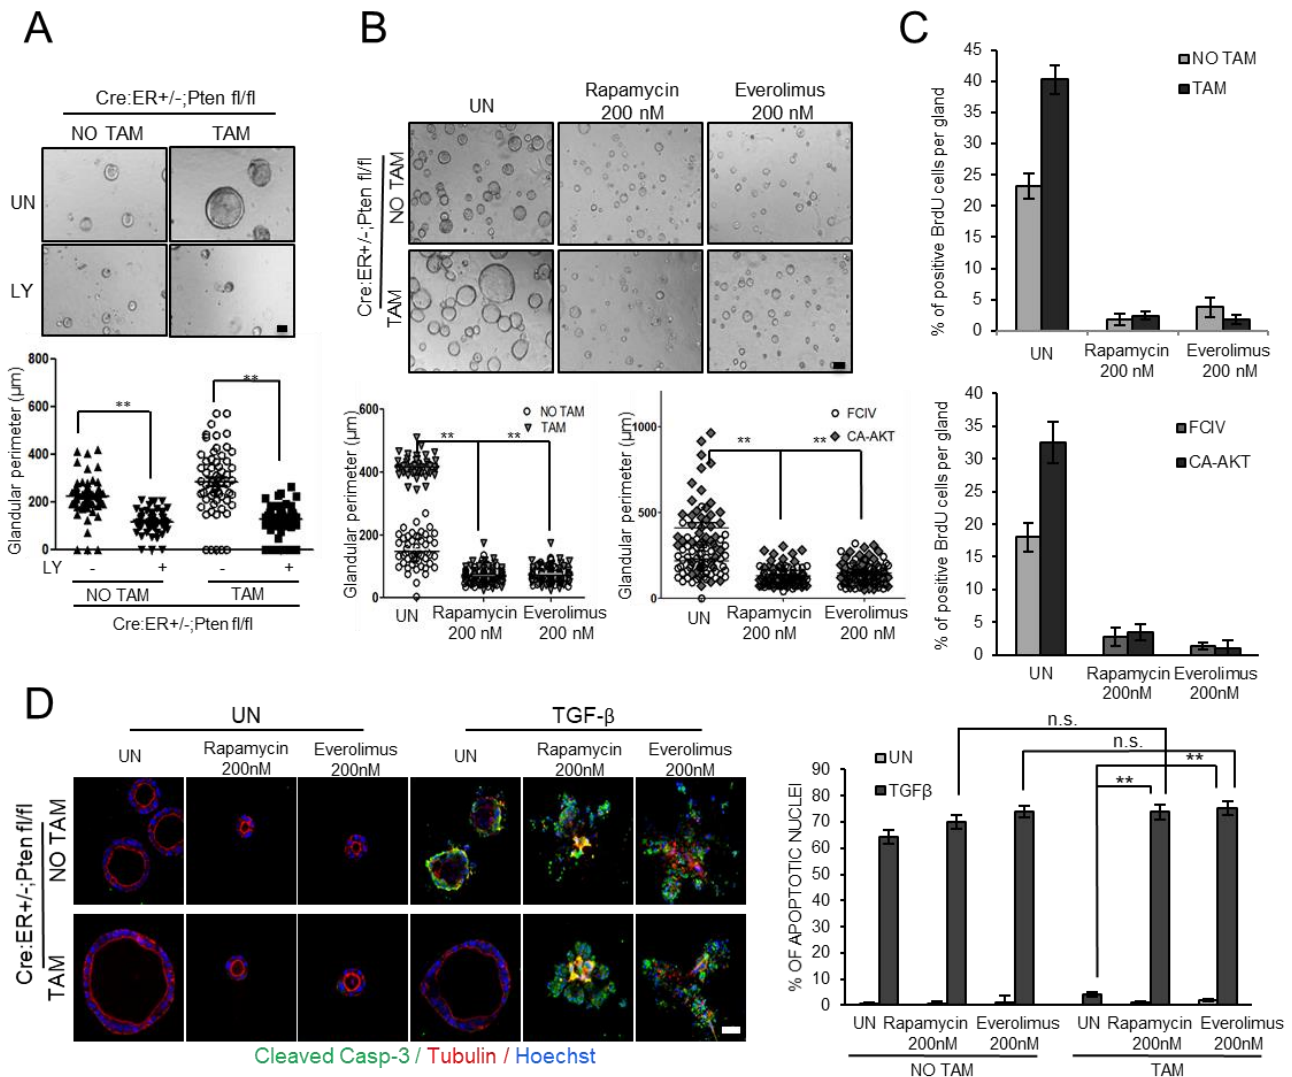 A
Cre:ER+/-;Pten fl/fl
NO TAM TAM
UN
LY
Glandular perimeter (μm)
800
600
400
200
0
**
**
LY - + - +
NO TAM TAM
Cre:ER+/-;Pten fl/fl
B
UN Rapamycin 200 nM Everolimus 200 nM
Cre:ER+/-;Pten fl/fl
NO TAM
TAM
Glandular perimeter (μm)
600
400
200
0
NO TAM
TAM
** **
UN Rapamycin 200 nM Everolimus 200 nM
Glandular perimeter (μm)
1000
500
0
FCIV
CA-AKT
** **
UN Rapamycin 200 nM Everolimus 200 nM
C
% of positive BrdU cells per gland
45
40
35
30
25
20
15
10
5
0
NO TAM
TAM
UN Rapamycin 200 nM Everolimus 200 nM
% of positive BrdU cells per gland
40
35
30
25
20
15
10
5
0
FCIV
CA-AKT
UN Rapamycin 200nM Everolimus 200nM
D
UN TGF-β
UN Rapamycin 200nM Everolimus 200nM UN Rapamycin 200nM Everolimus 200nM
Cre:ER+/-;Pten fl/fl
NO TAM
TAM
Cleaved Casp-3 / Tubulin / Hoechst
% OF APOPTOTIC NUCLEI
90
80
70
60
50
40
30
20
10
0
UN
TGFβ
n.s.
n.s.
**
**
UN Rapamycin 200nM Everolimus 200nM UN Rapamycin 200nM Everolimus 200nM
NO TAM TAM